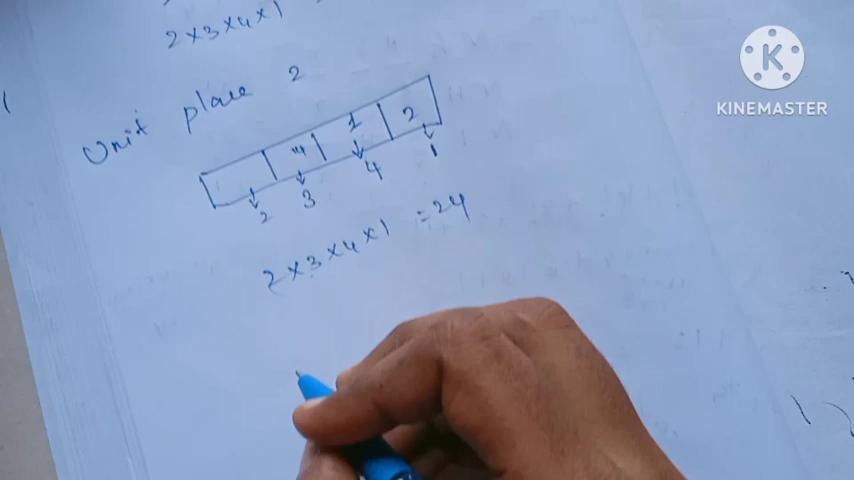 2×3×4×1
Unit place 2
4 1 2
2 3 4 1
2×3×4×1 = 24
K
KINEMASTER